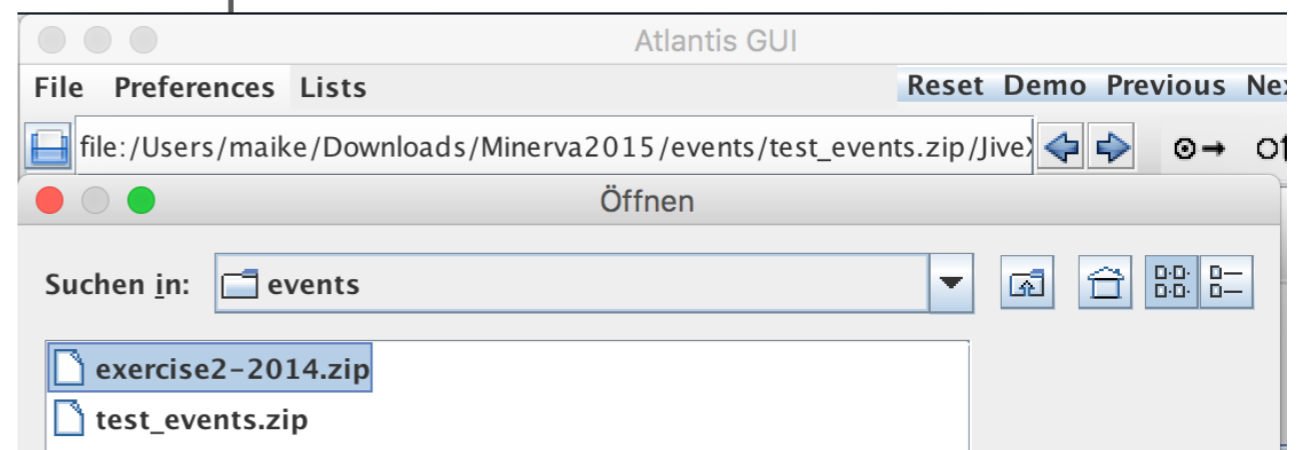 Atlantis GUI
File Preferences Lists Reset Demo Previous
file:/Users/maike/Downloads/Minerva2015/events/test_events.zip/Jive
Öffnen
Suchen in: events
exercise2-2014.zip
test_events.zip